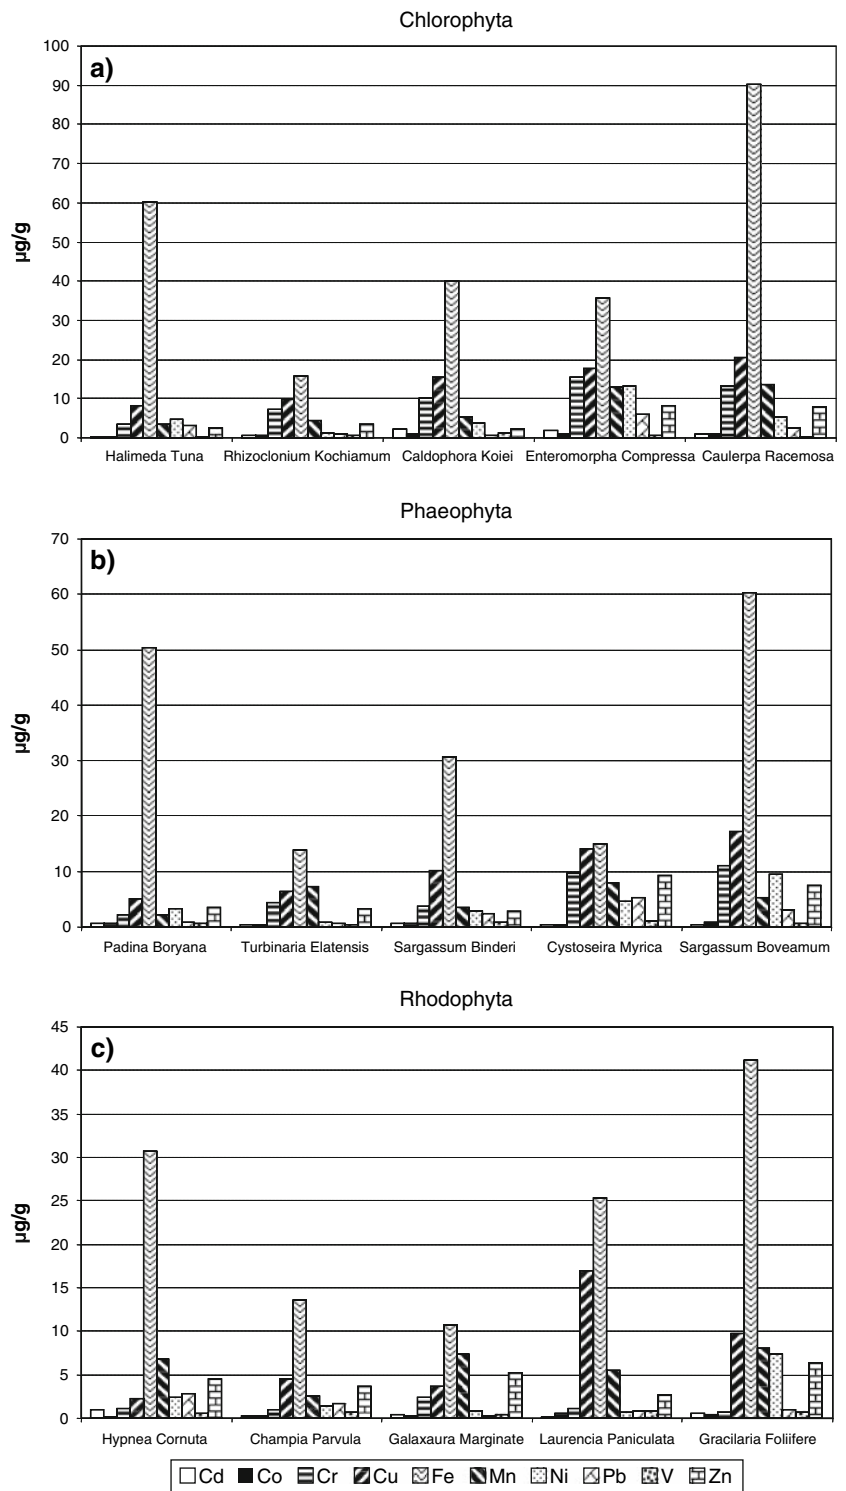 Chlorophyta
a)
100
90
80
70
60
50
40
30
20
10
0
µg/g
Halimeda Tuna Rhizoclonium Kochiamum Caldophora Koiei Enteromorpha Compressa Caulerpa Racemosa
Phaeophyta
b)
70
60
50
40
30
20
10
0
µg/g
Padina Boryana Turbinaria Elatensis Sargassum Binderi Cystoseira Myrica Sargassum Boveamum
Rhodophyta
c)
45
40
35
30
25
20
15
10
5
0
µg/g
Hypnea Cornuta Champia Parvula Galaxaura Marginate Laurencia Paniculata Gracilaria Foliifere
Cd Co Cr Cu Fe Mn Ni Pb V Zn